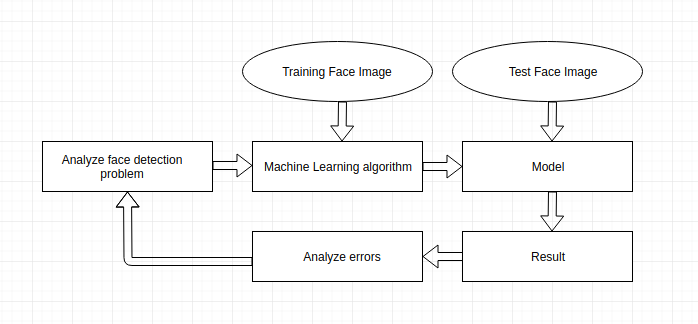 Training Face Image
Test Face Image
Analyze face detection
problem
Machine Learning algorithm
Model
Analyze errors
Result